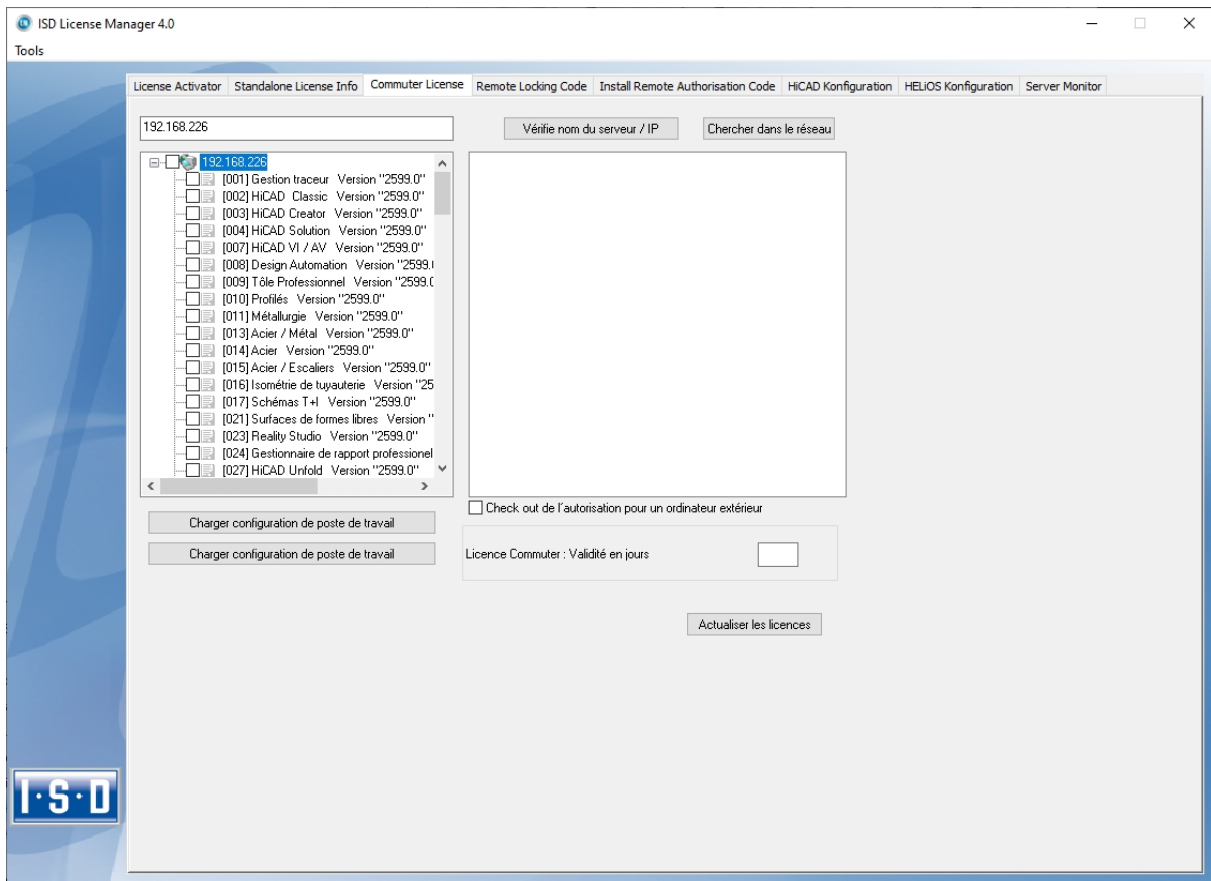 ISD License Manager 4.0
Tools
License Activator Standalone License Info Commuter License Remote Locking Code Install Remote Authorisation Code HiCAD Konfiguration HELiOS Konfiguration Server Monitor
192.168.226 Vérifie nom du serveur / IP Chercher dans le réseau
192.168.226
[001] Gestion traceur Version "2599.0"
[002] HiCAD Classic Version "2599.0"
[003] HiCAD Creator Version "2599.0"
[004] HiCAD Solution Version "2599.0"
[007] HiCAD VI / AV Version "2599.0"
[008] Design Automation Version "2599.
[009] Tôle Professionnel Version "2599.0
[010] Profilés Version "2599.0"
[011] Métallurgie Version "2599.0"
[013] Acier / Métal Version "2599.0"
[014] Acier Version "2599.0"
[015] Acier / Escaliers Version "2599.0"
[016] Isométrie de tuyauterie Version "25
[017] Schémas T+I Version "2599.0"
[021] Surfaces de formes libres Version "
[023] Reality Studio Version "2599.0"
[024] Gestionnaire de rapport professionel
[027] HiCAD Unfold Version "2599.0"
Check out de l´autorisation pour un ordinateur extérieur
Charger configuration de poste de travail
Charger configuration de poste de travail
Licence Commuter : Validité en jours
Actualiser les licences
I·S·D